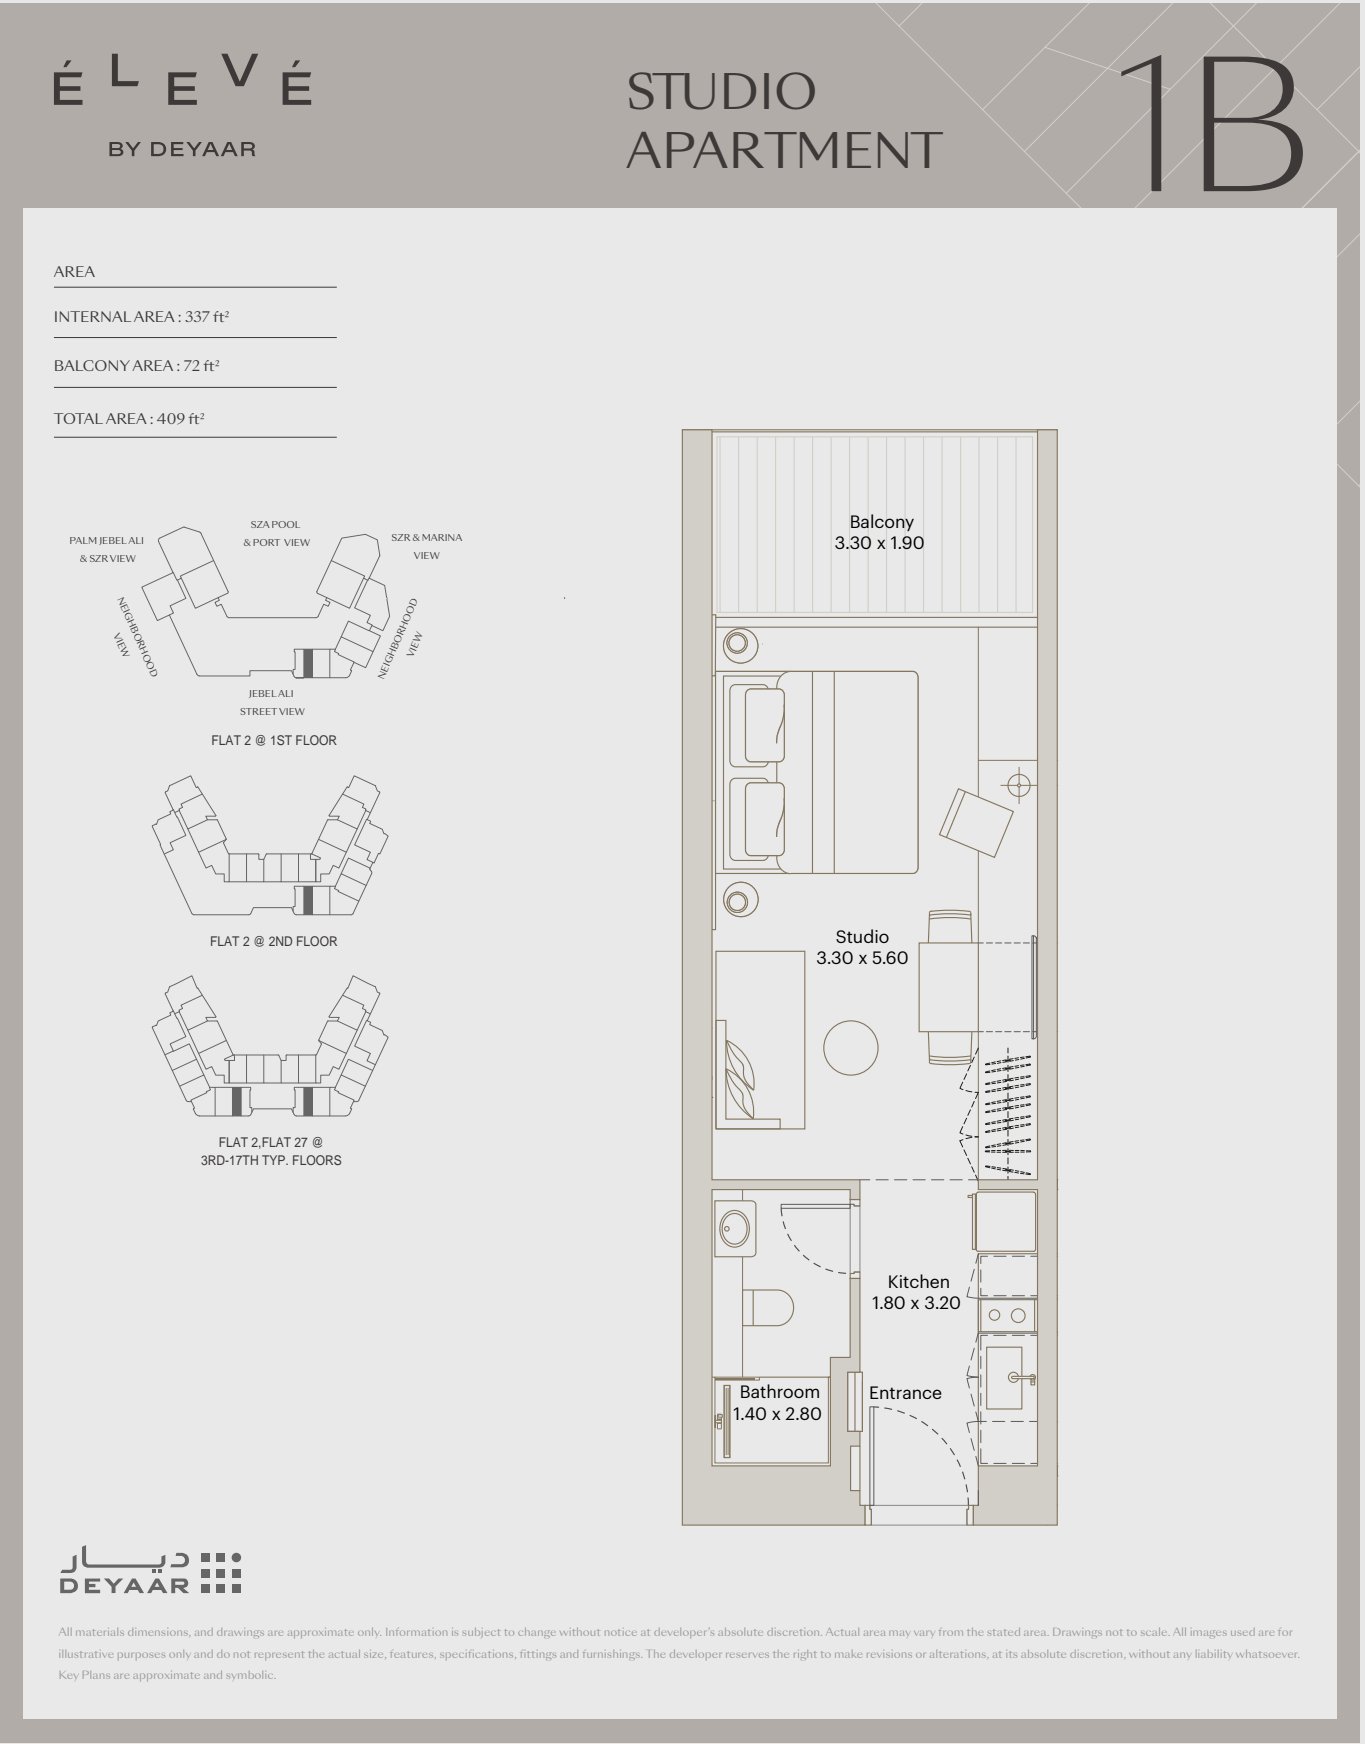 ÉLEVÉ
BY DEYAAR
STUDIO
APARTMENT
1B
AREA
INTERNAL AREA : 337 ft²
BALCONY AREA : 72 ft²
TOTAL AREA : 409 ft²
PALM JEBEL ALI
& SZR VIEW
SZA POOL
& PORT VIEW
SZR & MARINA
VIEW
NEIGHBORHOOD
VIEW
NEIGHBORHOOD
VIEW
JEBEL ALI
STREET VIEW
FLAT 2 @ 1ST FLOOR
FLAT 2 @ 2ND FLOOR
FLAT 2,FLAT 27 @
3RD-17TH TYP. FLOORS
Balcony
3.30 x 1.90
Studio
3.30 x 5.60
Kitchen
1.80 x 3.20
Bathroom
1.40 x 2.80
Entrance
ديار
DEYAAR
All materials dimensions, and drawings are approximate only. Information is subject to change without notice at developer's absolute discretion. Actual area may vary from the stated area. Drawings not to scale. All images used are for
illustrative purposes only and do not represent the actual size, features, specifications, fittings and furnishings. The developer reserves the right to make revisions or alterations, at its absolute discretion, without any liability whatsoever.
Key Plans are approximate and symbolic.